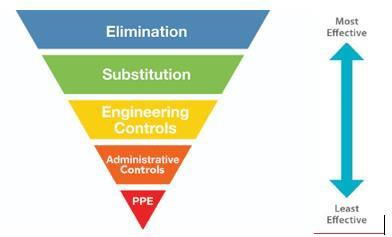 Elimination
Substitution
Engineering
Controls
Administrative
Controls
PPE
Most
Effective
Least
Effective